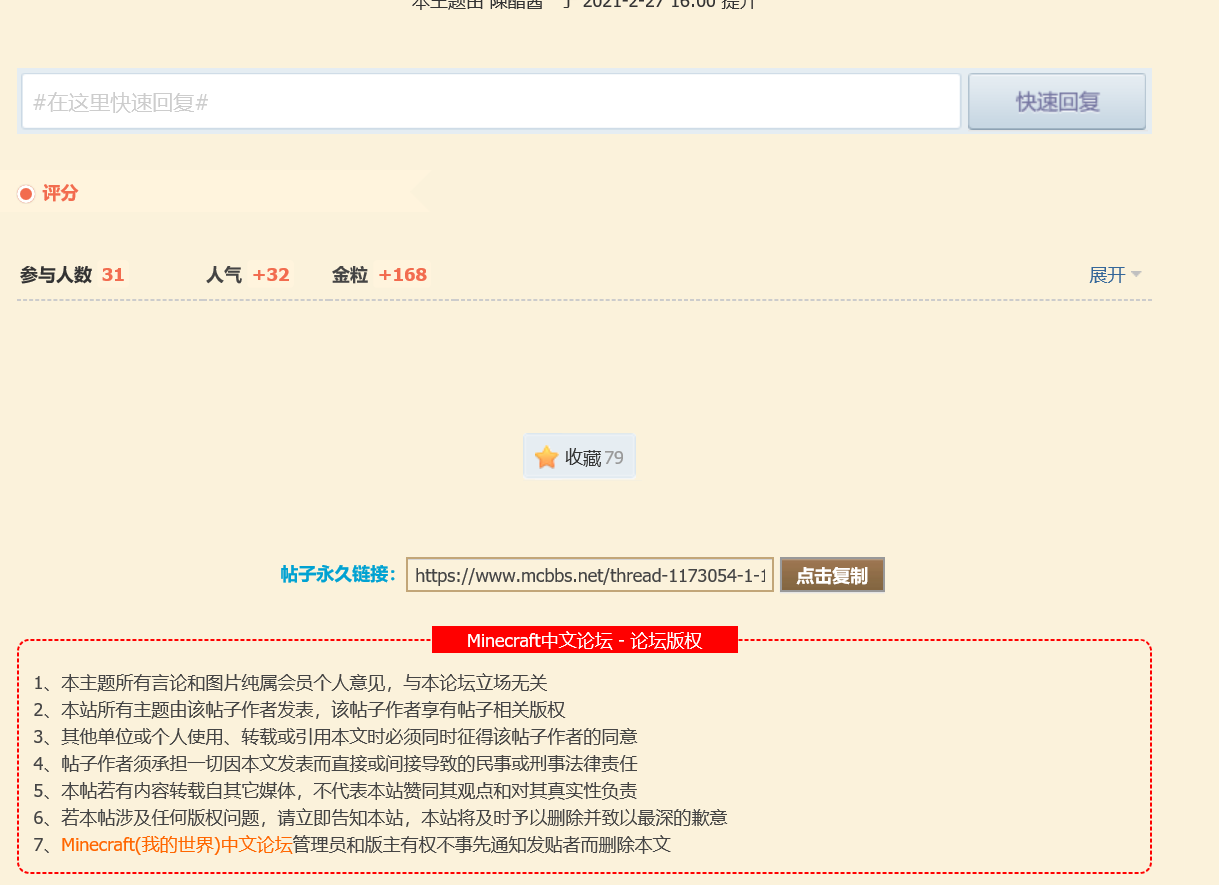 本主题由 陳醋酱 于 2021-2-27 16:00 提升
#在这里快速回复#
快速回复
评分
参与人数 31 人气 +32 金粒 +168 展开
收藏 79
帖子永久链接： https://www.mcbbs.net/thread-1173054-1-1 点击复制
Minecraft中文论坛 - 论坛版权
1、本主题所有言论和图片纯属会员个人意见，与本论坛立场无关
2、本站所有主题由该帖子作者发表，该帖子作者享有帖子相关版权
3、其他单位或个人使用、转载或引用本文时必须同时征得该帖子作者的同意
4、帖子作者须承担一切因本文发表而直接或间接导致的民事或刑事法律责任
5、本帖若有内容转载自其它媒体，不代表本站赞同其观点和对其真实性负责
6、若本帖涉及任何版权问题，请立即告知本站，本站将及时予以删除并致以最深的歉意
7、Minecraft(我的世界)中文论坛管理员和版主有权不事先通知发贴者而删除本文